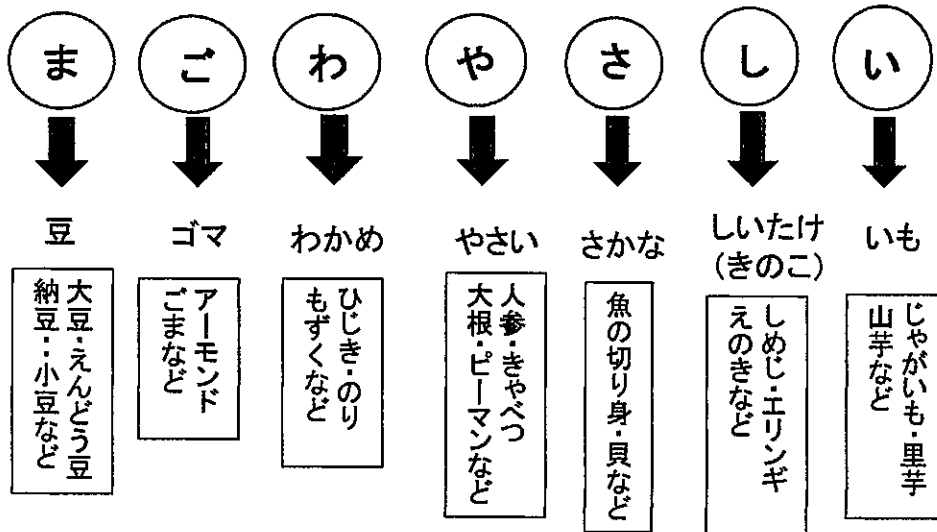 ま ご わ や さ し い
豆 ゴマ わかめ やさい さかな しいたけ いも
(きのこ)
大豆・えんどう豆
納豆・小豆など
アーモンド
ごまなど
ひじき・のり
もずくなど
人参・きゃべつ
大根・ピーマンなど
魚の切り身・貝など
しめじ・エリンギ
えのきなど
じゃがいも・里芋
山芋など